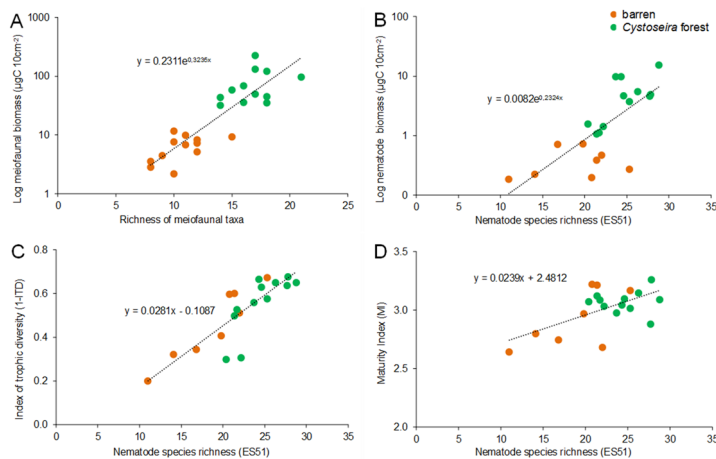 A
Log meiofaunal biomass (µgC 10cm⁻²)
1000
100
10
1
y = 0.2311e^0,3235x
0 5 10 15 20 25
Richness of meiofaunal taxa
B
barren
Cystoseira forest
Log nematode biomass (µgC 10cm⁻²)
100
10
1
0
y = 0.0082e^0,2324x
0 5 10 15 20 25 30 35
Nematode species richness (ES51)
C
Index of trophic diversity (1-ITD)
0.8
0.6
0.4
0.2
0.0
y = 0.0281x - 0.1087
0 5 10 15 20 25 30 35
Nematode species richness (ES51)
D
Maturity Index (MI)
3.5
3.0
2.5
2.0
y = 0.0239x + 2.4812
0 5 10 15 20 25 30 35
Nematode species richness (ES51)